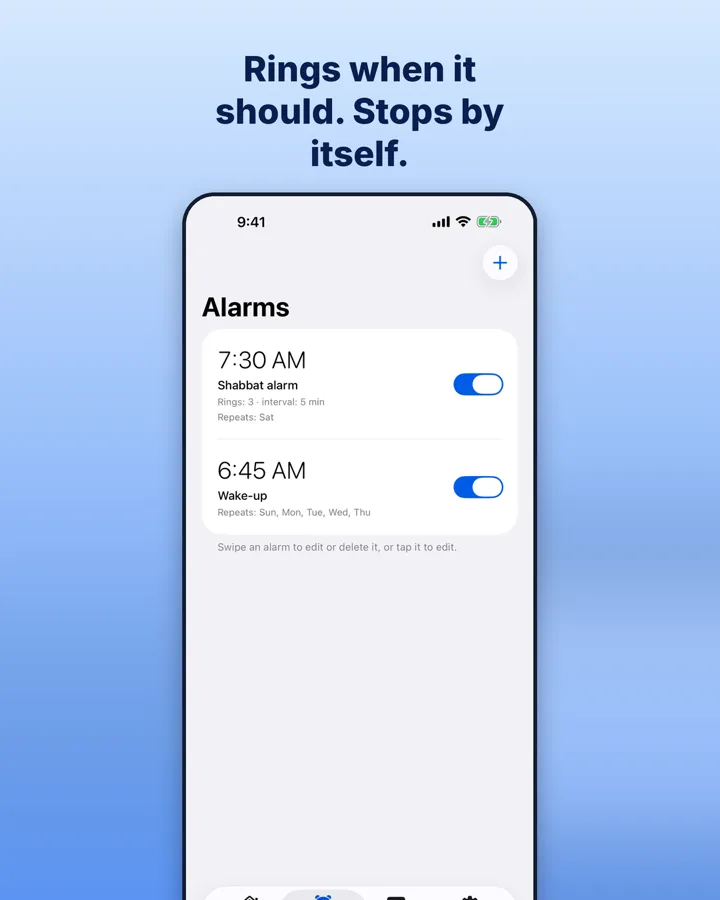 Rings when it
should. Stops by
itself.
9:41
Alarms
7:30 AM
Shabbat alarm
Rings: 3 · interval: 5 min
Repeats: Sat
6:45 AM
Wake-up
Repeats: Sun, Mon, Tue, Wed, Thu
Swipe an alarm to edit or delete it, or tap it to edit.